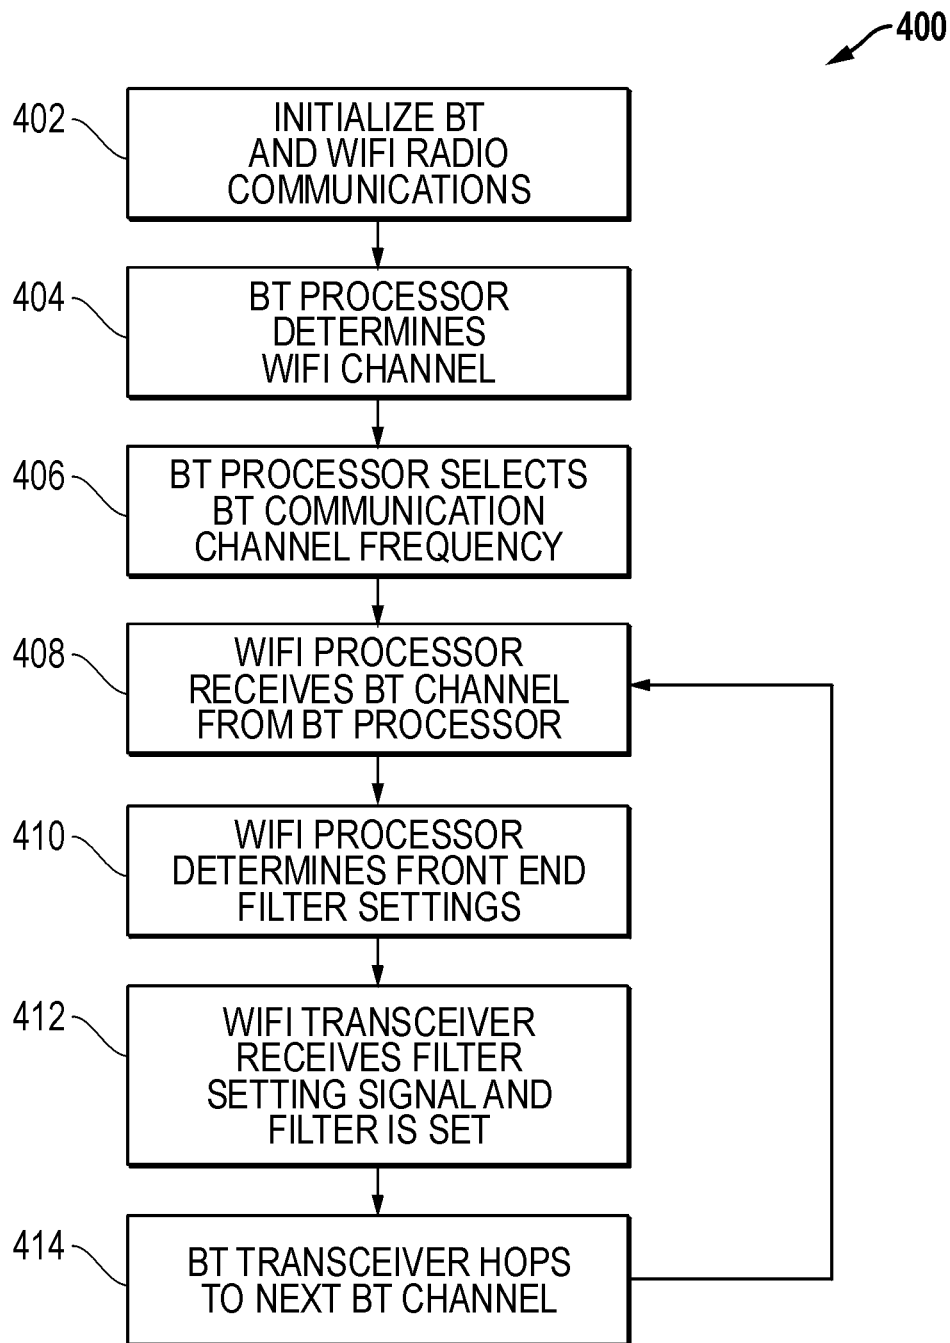 400
402
INITIALIZE BT
AND WIFI RADIO
COMMUNICATIONS
404
BT PROCESSOR
DETERMINES
WIFI CHANNEL
406
BT PROCESSOR SELECTS
BT COMMUNICATION
CHANNEL FREQUENCY
408
WIFI PROCESSOR
RECEIVES BT CHANNEL
FROM BT PROCESSOR
410
WIFI PROCESSOR
DETERMINES FRONT END
FILTER SETTINGS
412
WIFI TRANSCEIVER
RECEIVES FILTER
SETTING SIGNAL AND
FILTER IS SET
414
BT TRANSCEIVER HOPS
TO NEXT BT CHANNEL